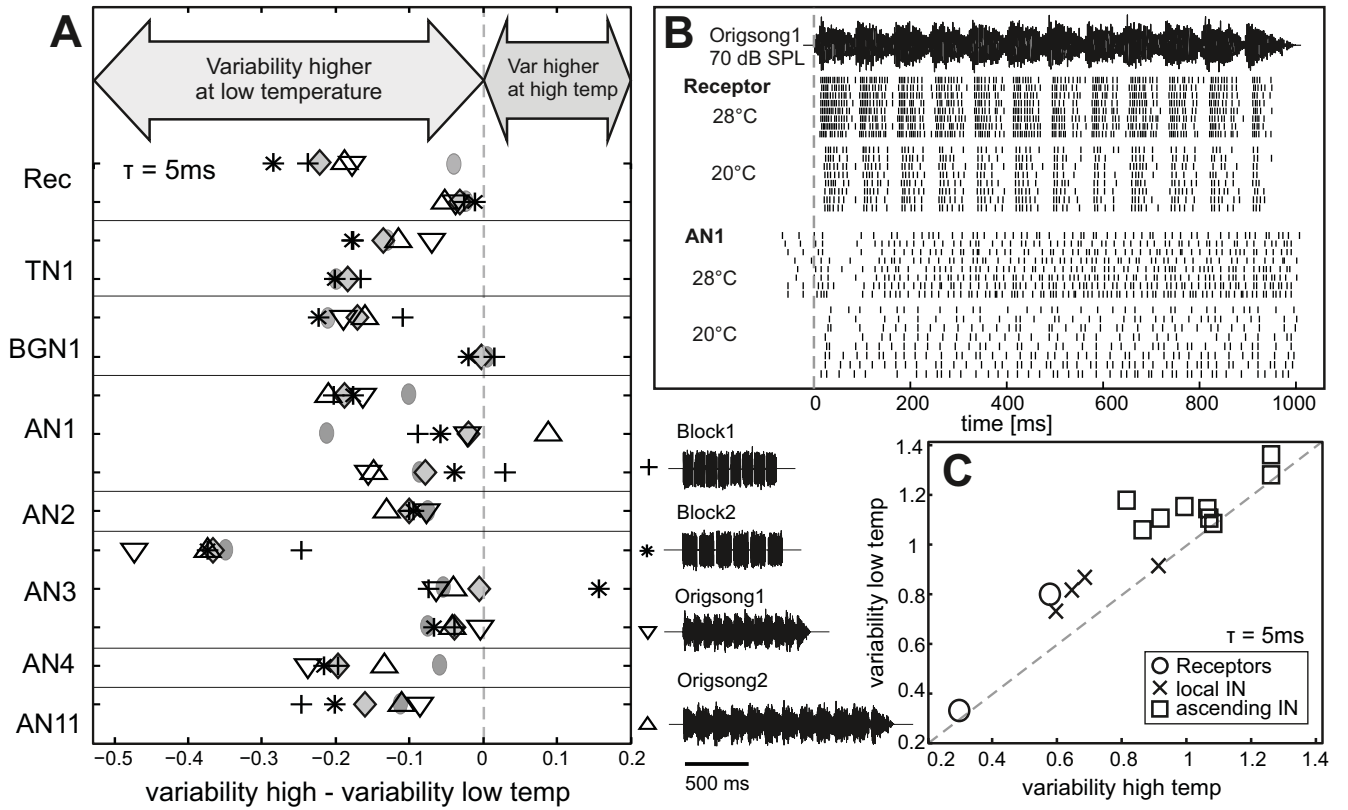 A
Variability higher
at low temperature
Var higher
at high temp
τ = 5ms
Rec
TN1
BGN1
AN1
AN2
AN3
AN4
AN11
−0.5 −0.4 −0.3 −0.2 −0.1 0 0.1 0.2
variability high - variability low temp
B
Origsong1
70 dB SPL
Receptor
28°C
20°C
AN1
28°C
20°C
0 200 400 600 800 1000
time [ms]
Block1
Block2
Origsong1
Origsong2
500 ms
C
1.4
1.2
1
0.8
0.6
0.4
0.2
variability low temp
τ = 5ms
Receptors
local IN
ascending IN
0.2 0.4 0.6 0.8 1 1.2 1.4
variability high temp